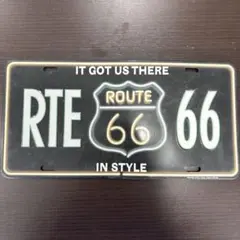 IT GOT US THERE
RTE ROUTE 66 66
IN STYLE